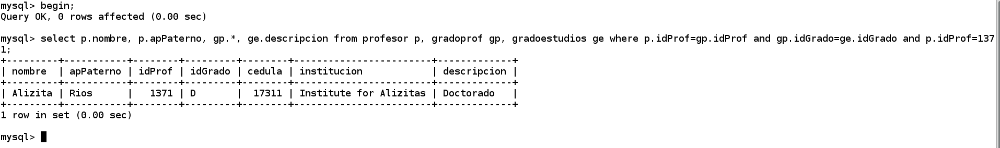 mysql> begin;
Query OK, 0 rows affected (0.00 sec)
mysql> select p.nombre, p.apPaterno, gp.*, ge.descripcion from profesor p, gradoprof gp, gradoestudios ge where p.idProf=gp.idProf and gp.idGrado=ge.idGrado and p.idProf=137
1;
+---------+-----------+--------+---------+--------+------------------------+-------------+
| nombre  | apPaterno | idProf | idGrado | cedula | institucion            | descripcion |
+---------+-----------+--------+---------+--------+------------------------+-------------+
| Alizita | Rios      |   1371 | D       |  17311 | Institute for Alizitas | Doctorado   |
+---------+-----------+--------+---------+--------+------------------------+-------------+
1 row in set (0.00 sec)
mysql>